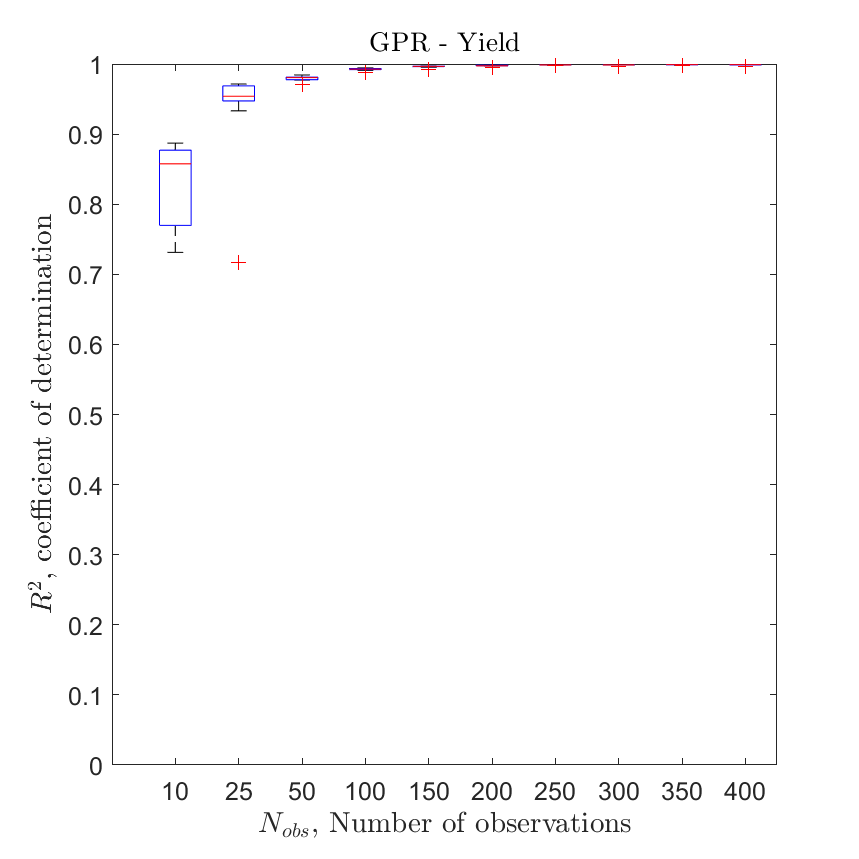 GPR - Yield
1
0.9
0.8
0.7
0.6
0.5
0.4
0.3
0.2
0.1
0
R², coefficient of determination
10 25 50 100 150 200 250 300 350 400
N_obs, Number of observations